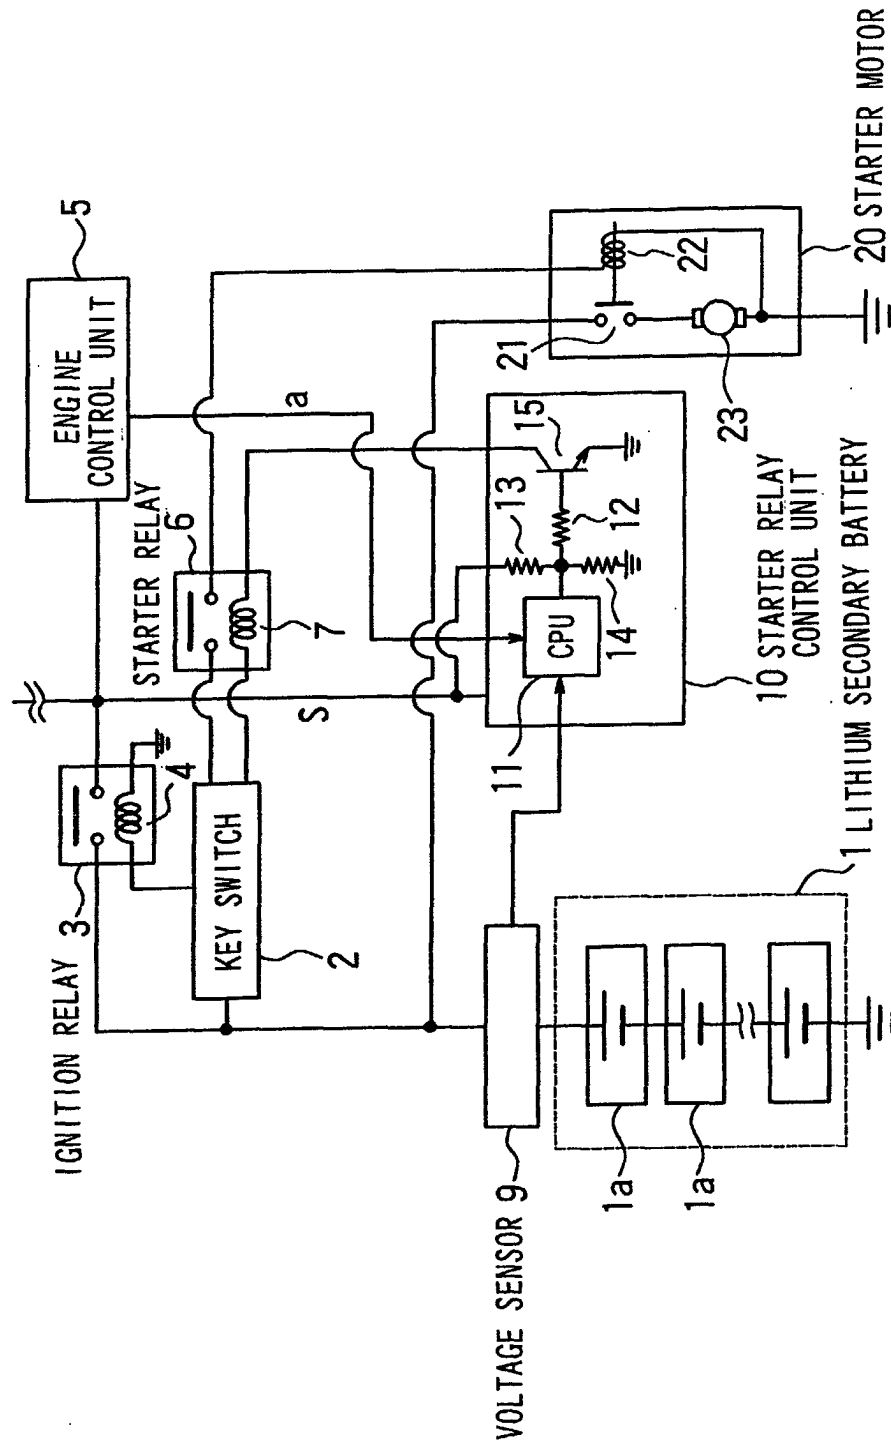 IGNITION RELAY 3
4
KEY SWITCH
2
STARTER RELAY
6
7
ENGINE
CONTROL UNIT
5
S
a
VOLTAGE SENSOR 9
11
CPU
13
12
14
15
10 STARTER RELAY
CONTROL UNIT
21
22
23
20 STARTER MOTOR
1a
1a
1 LITHIUM SECONDARY BATTERY